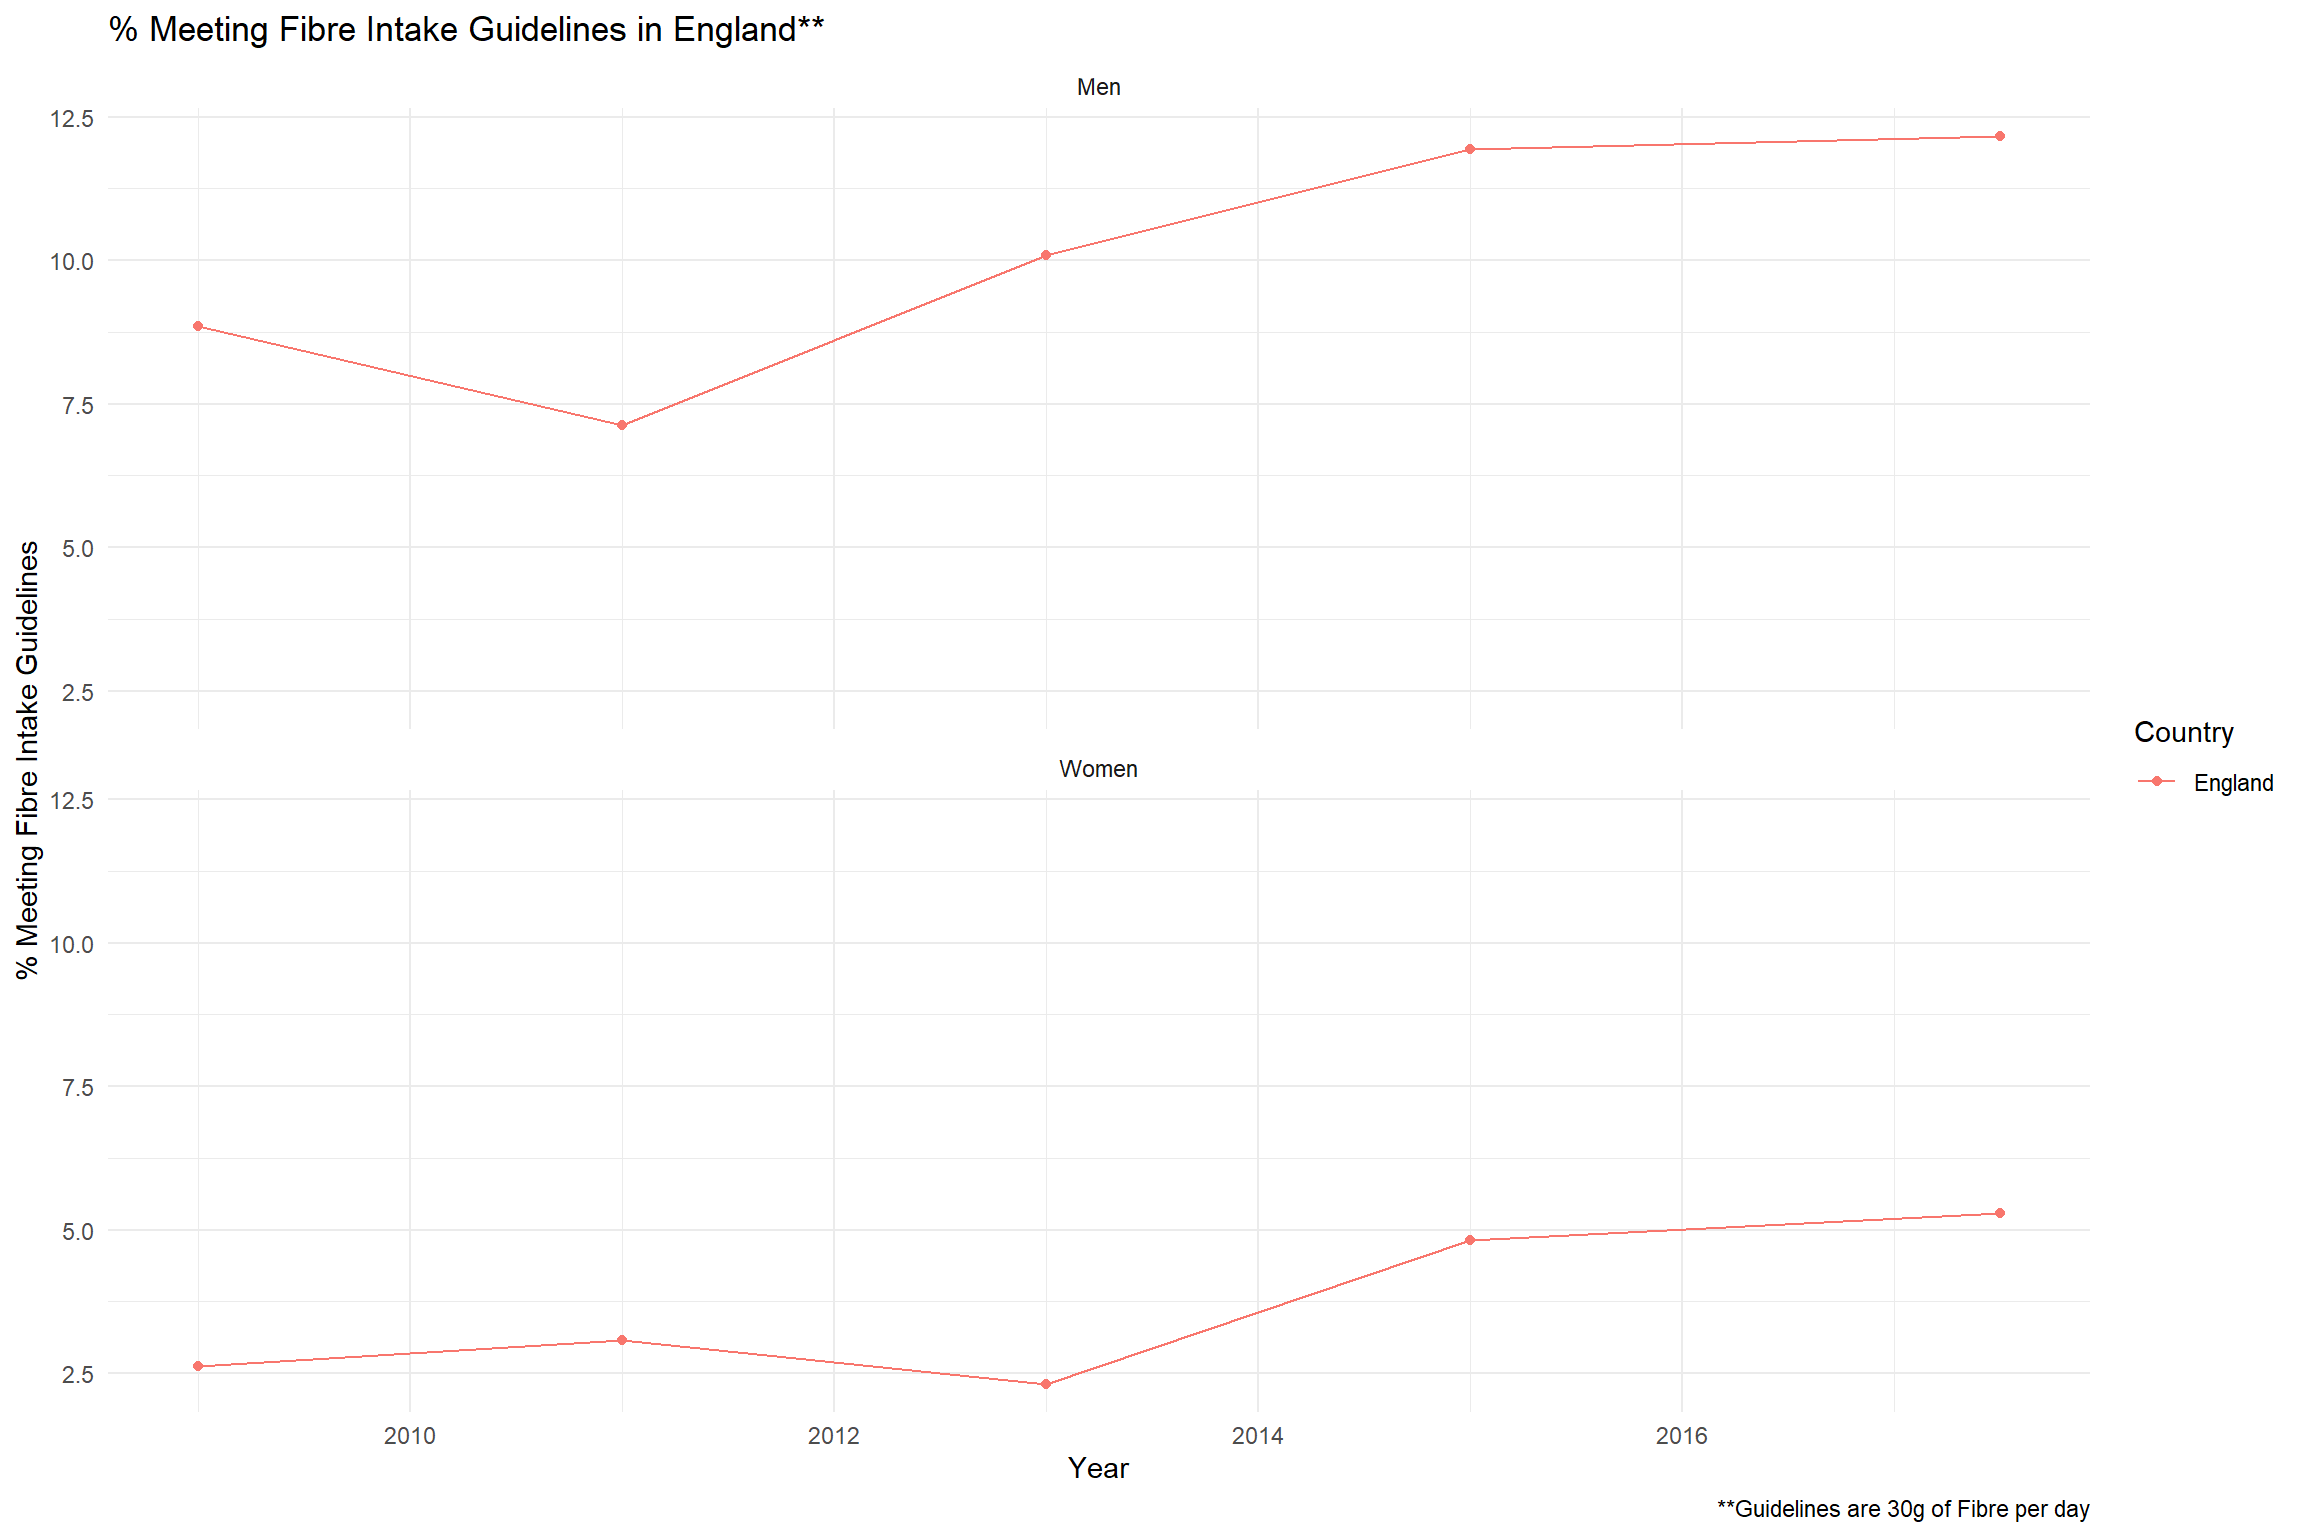 % Meeting Fibre Intake Guidelines in England**
Men
12.5
10.0
7.5
5.0
2.5
% Meeting Fibre Intake Guidelines
Women
12.5
10.0
7.5
5.0
2.5
2010 2012 2014 2016
Year
Country
England
**Guidelines are 30g of Fibre per day